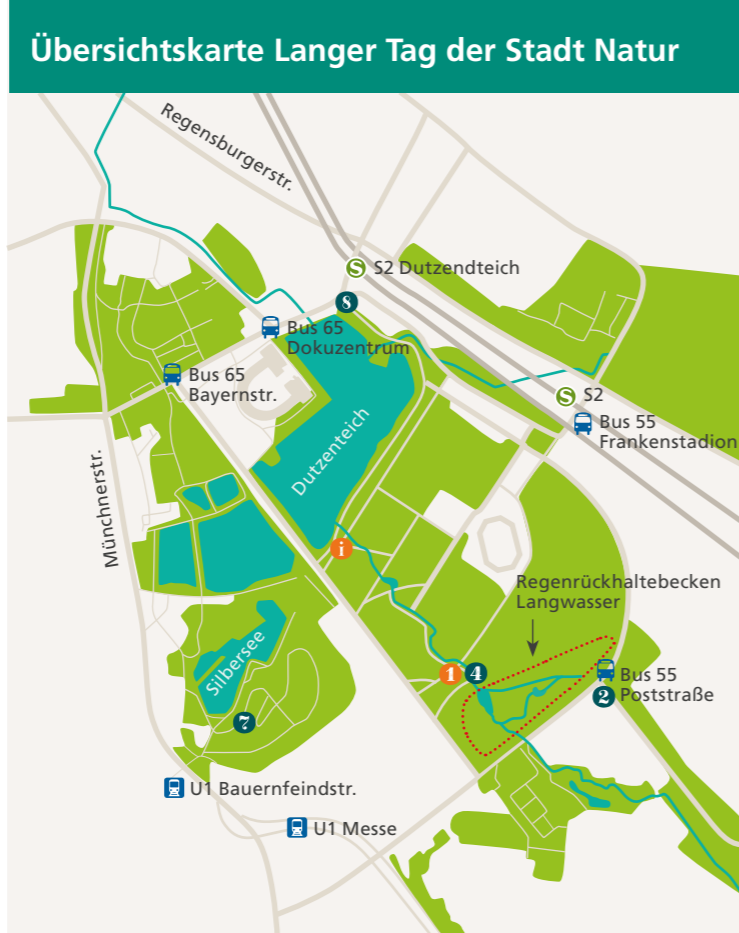 Übersichtskarte Langer Tag der Stadt Natur
Regensburgerstr.
S S2 Dutzendteich
8
Bus 65
Dokuzentrum
Bus 65
Bayernstr.
S S2
Bus 55
Frankenstadion
Dutzenteich
Münchnerstr.
i
Regenrückhaltebecken
Langwasser
Silbersee
1 4
Bus 55
2 Poststraße
7
U1 Bauernfeindstr.
U1 Messe